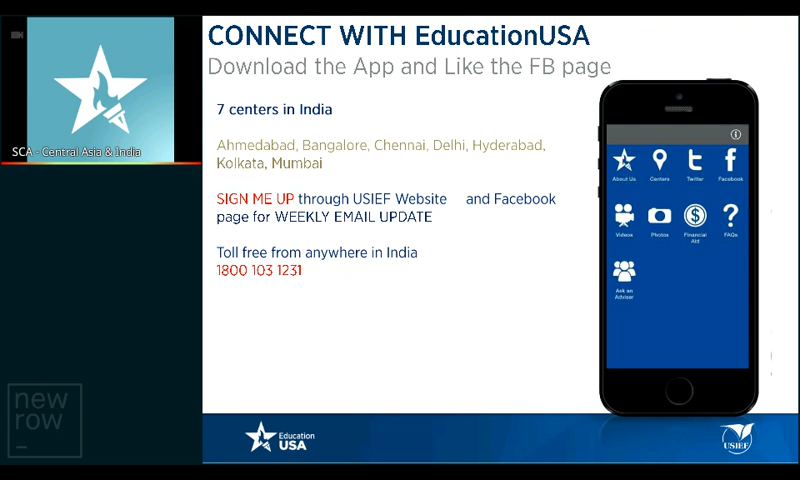 CONNECT WITH EducationUSA
Download the App and Like the FB page
SCA - Central Asia & India
7 centers in India
Ahmedabad, Bangalore, Chennai, Delhi, Hyderabad,
Kolkata, Mumbai
SIGN ME UP through USIEF Website and Facebook
page for WEEKLY EMAIL UPDATE
Toll free from anywhere in India
1800 103 1231
About Us
Centers
Twitter
Facebook
Videos
Photos
Financial
Aid
FAQs
Ask an
Adviser
new
row
Education
USA
USIEF